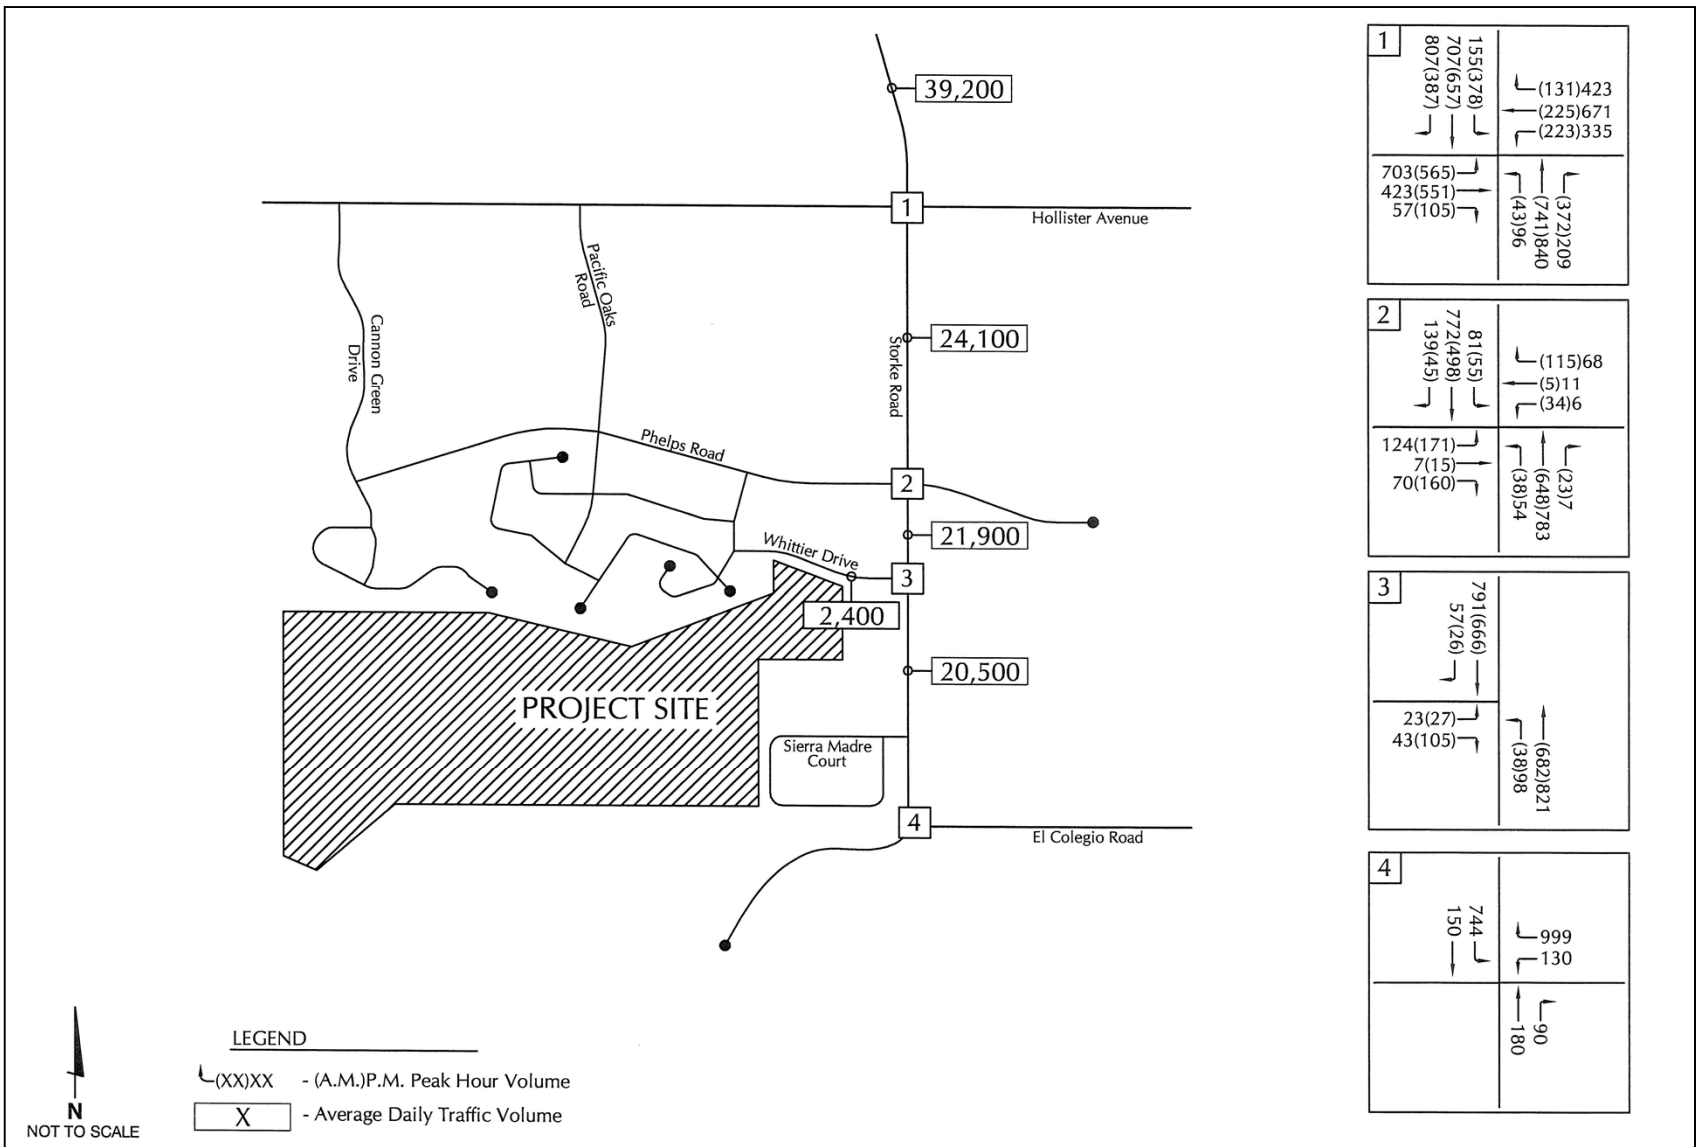 39,200
1
Hollister Avenue
Pacific Oaks
Road
Cannon Green
Drive
24,100
Storke Road
Phelps Road
2
21,900
Whittier Drive
3
2,400
20,500
PROJECT SITE
Sierra Madre
Court
4
El Colegio Road
N
NOT TO SCALE
LEGEND
(XX)XX - (A.M.)P.M. Peak Hour Volume
X - Average Daily Traffic Volume
1
155(378)
707(657)
807(387)
(131)423
(225)671
(223)335
703(565)
423(551)
57(105)
(372)209
(741)840
(43)96
2
81(55)
772(498)
139(45)
(115)68
(5)11
(34)6
124(171)
7(15)
70(160)
(23)7
(648)783
(38)54
3
791(666)
57(26)
23(27)
43(105)
(682)821
(38)98
4
744
150
999
130
90
180